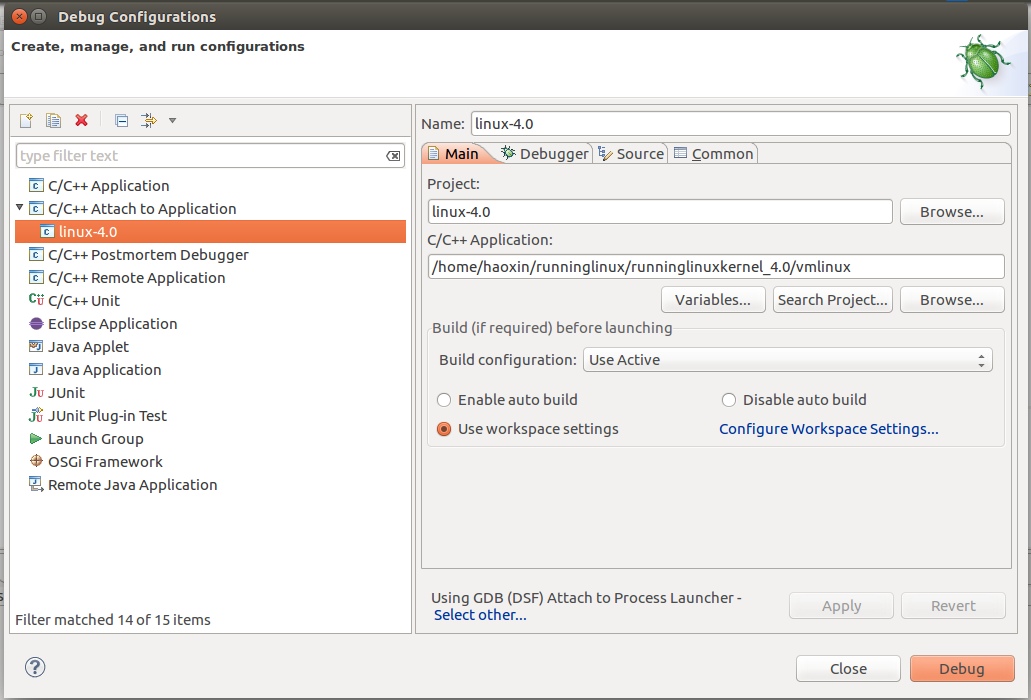 Debug Configurations
Create, manage, and run configurations
type filter text
C/C++ Application
C/C++ Attach to Application
linux-4.0
C/C++ Postmortem Debugger
C/C++ Remote Application
C/C++ Unit
Eclipse Application
Java Applet
Java Application
JUnit
JUnit Plug-in Test
Launch Group
OSGi Framework
Remote Java Application
Filter matched 14 of 15 items
Name: linux-4.0
Main Debugger Source Common
Project:
linux-4.0 Browse...
C/C++ Application:
/home/haoxin/runninglinux/runninglinuxkernel_4.0/vmlinux
Variables... Search Project... Browse...
Build (if required) before launching
Build configuration: Use Active
Enable auto build Disable auto build
Use workspace settings Configure Workspace Settings...
Using GDB (DSF) Attach to Process Launcher -
Select other...
Apply Revert
Close Debug